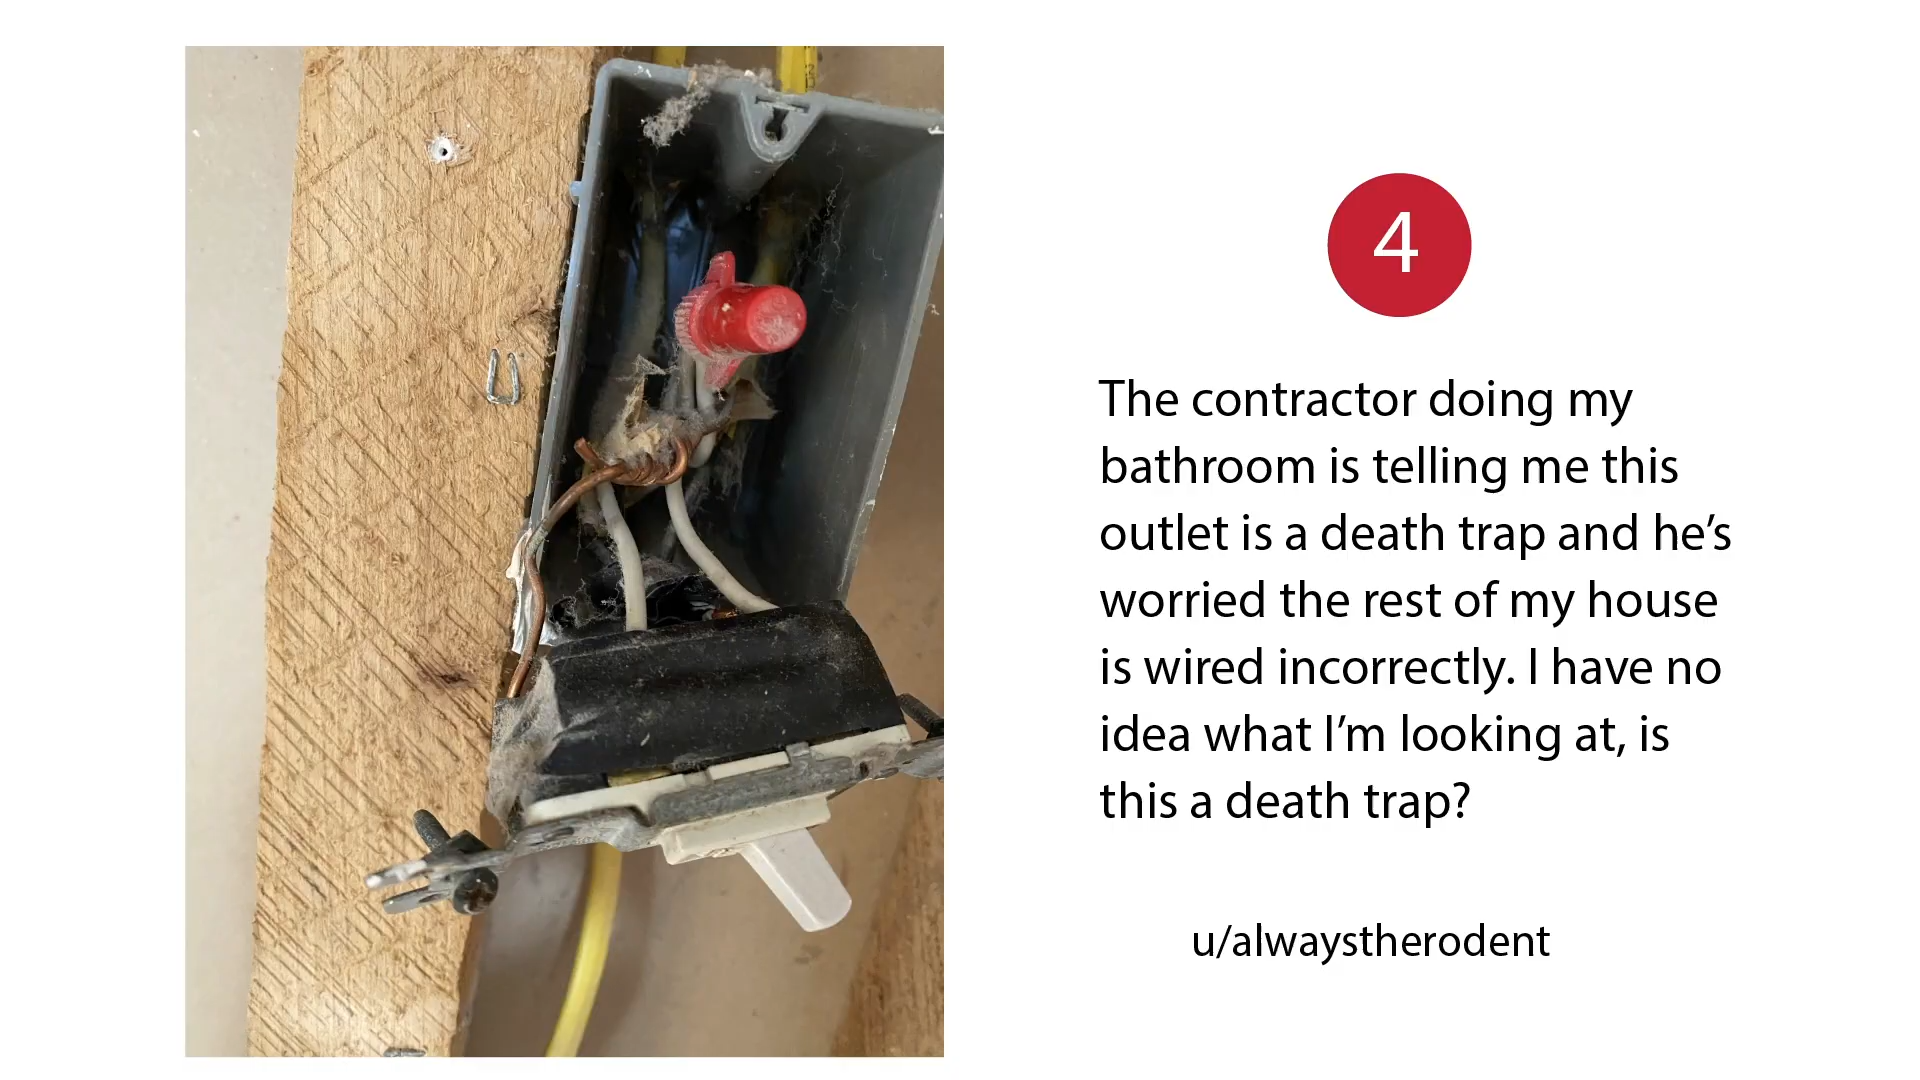 4
The contractor doing my
bathroom is telling me this
outlet is a death trap and he’s
worried the rest of my house
is wired incorrectly. I have no
idea what I’m looking at, is
this a death trap?
u/alwaystherodent